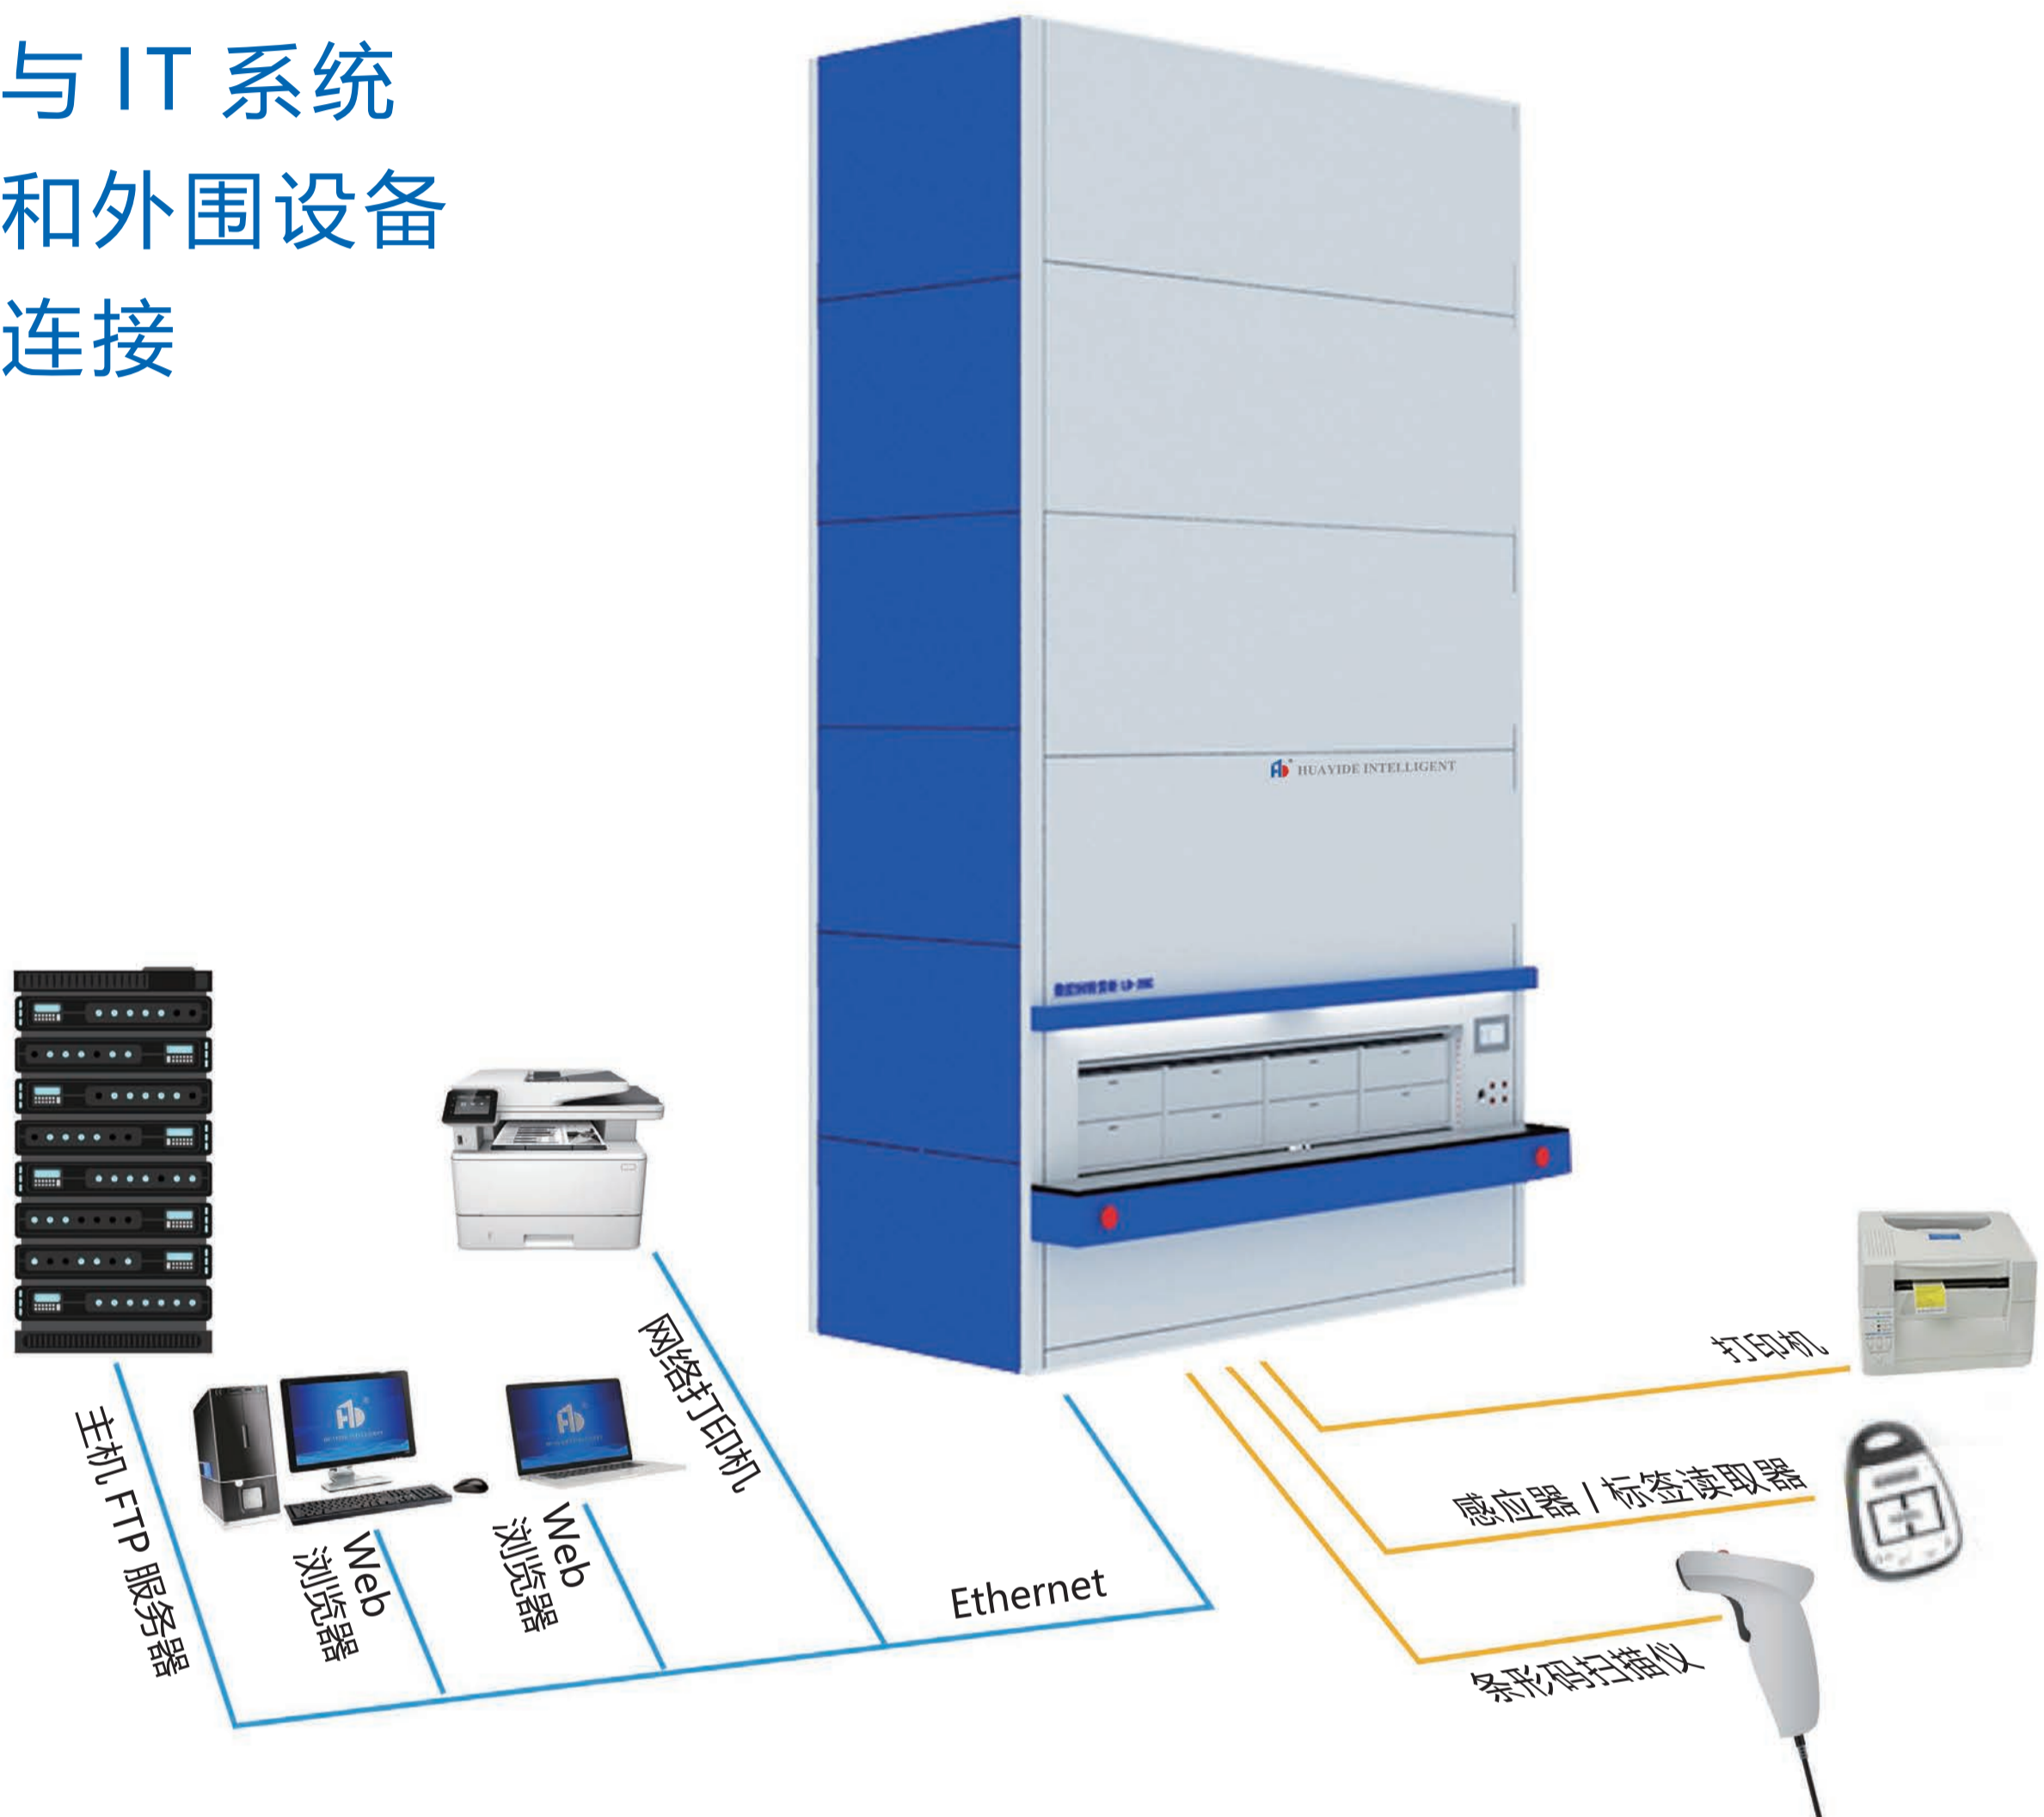 与 IT 系统
和外围设备
连接
HUAYIDE INTELLIGENT
打印机
网络打印机
主机 FTP 服务器
感应器 / 标签读取器
Web
浏览器
Web
浏览器
Ethernet
条形码扫描仪